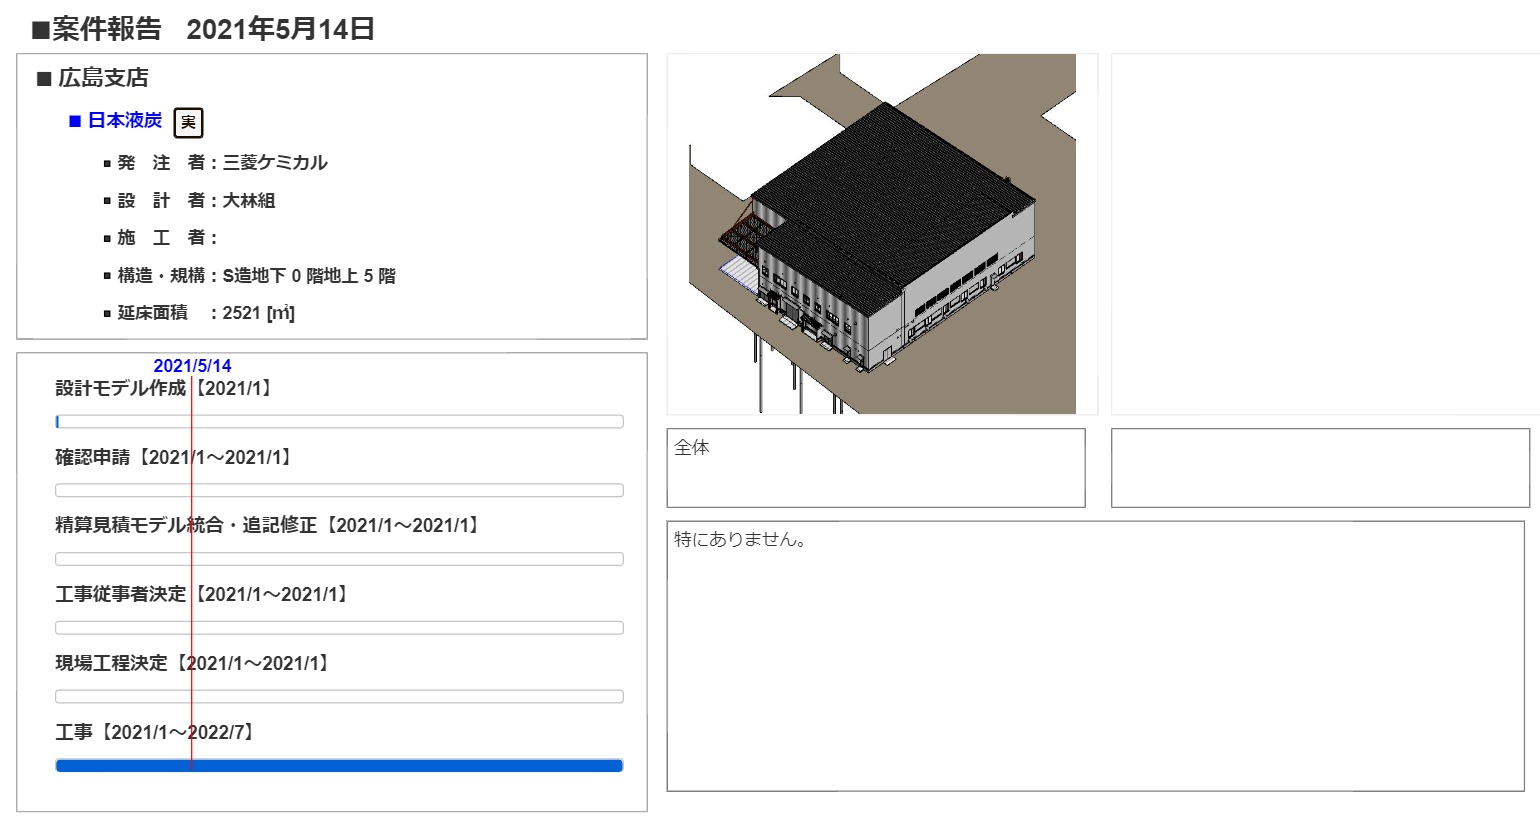 ■案件報告 2021年5月14日
■ 広島支店
■ 日本液炭 実
▪ 発 注 者：三菱ケミカル
▪ 設 計 者：大林組
▪ 施 工 者：
▪ 構造・規構：S造地下 0 階地上 5 階
▪ 延床面積 ：2521 [㎡]
2021/5/14
設計モデル作成【2021/1】
確認申請【2021/1～2021/1】
精算見積モデル統合・追記修正【2021/1～2021/1】
工事従事者決定【2021/1～2021/1】
現場工程決定【2021/1～2021/1】
工事【2021/1～2022/7】
全体
特にありません。